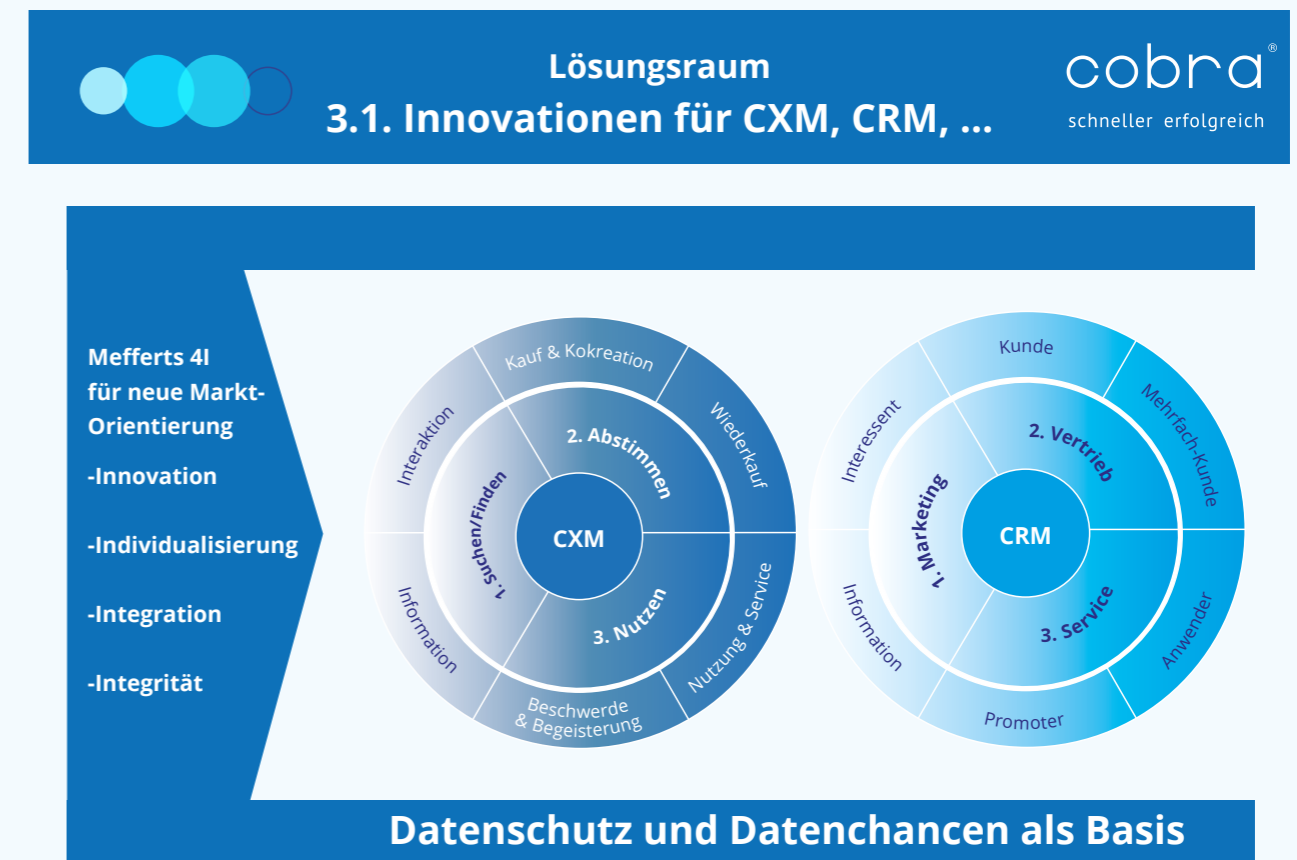 Lösungsraum
3.1. Innovationen für CXM, CRM, ...
cobra®
schneller erfolgreich
Mefferts 4I
für neue Markt-
Orientierung
-Innovation
-Individualisierung
-Integration
-Integrität
Kauf & Kokreation
Wiederkauf
Nutzung & Service
Beschwerde
& Begeisterung
Information
Interaktion
1. Suchen/Finden
2. Abstimmen
3. Nutzen
CXM
Kunde
Mehrfach-Kunde
Anwender
Promoter
Information
Interessent
1. Marketing
2. Vertrieb
3. Service
CRM
Datenschutz und Datenchancen als Basis